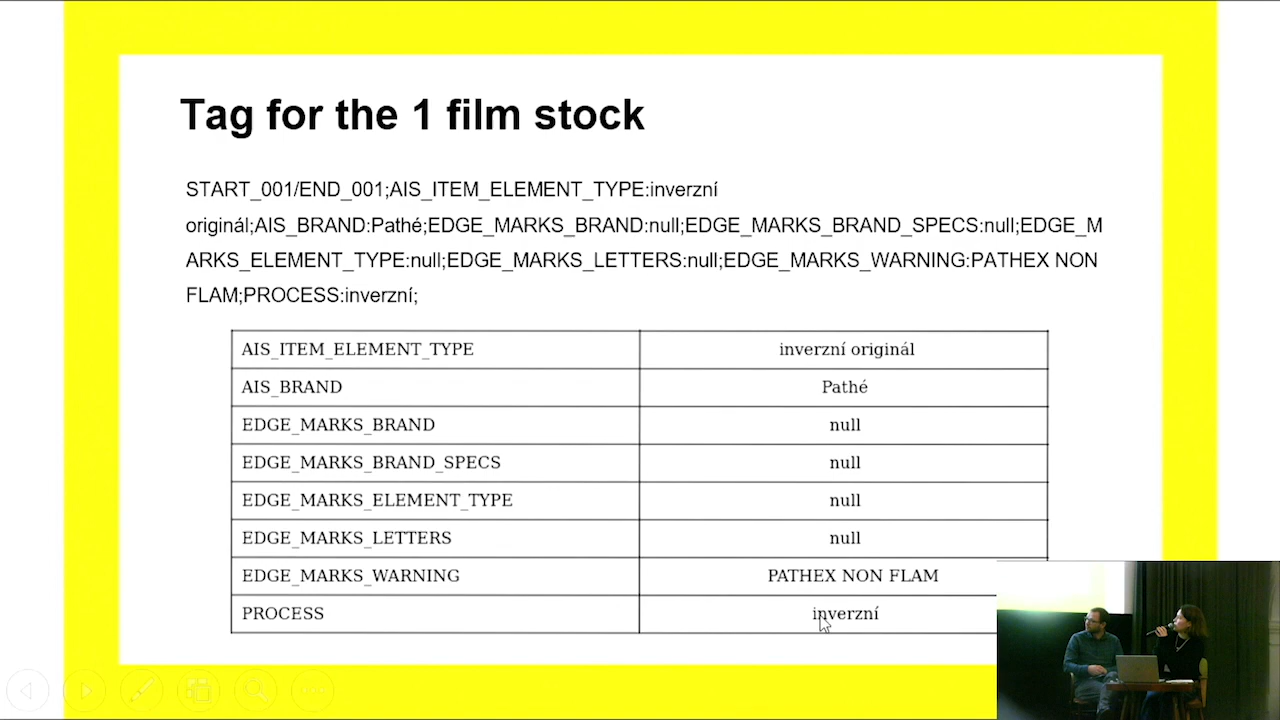 Tag for the 1 film stock
START_001/END_001;AIS_ITEM_ELEMENT_TYPE:inverzní
originál;AIS_BRAND:Pathé;EDGE_MARKS_BRAND:null;EDGE_MARKS_BRAND_SPECS:null;EDGE_M
ARKS_ELEMENT_TYPE:null;EDGE_MARKS_LETTERS:null;EDGE_MARKS_WARNING:PATHEX NON
FLAM;PROCESS:inverzní;
AIS_ITEM_ELEMENT_TYPE inverzní originál
AIS_BRAND Pathé
EDGE_MARKS_BRAND null
EDGE_MARKS_BRAND_SPECS null
EDGE_MARKS_ELEMENT_TYPE null
EDGE_MARKS_LETTERS null
EDGE_MARKS_WARNING PATHEX NON FLAM
PROCESS inverzní